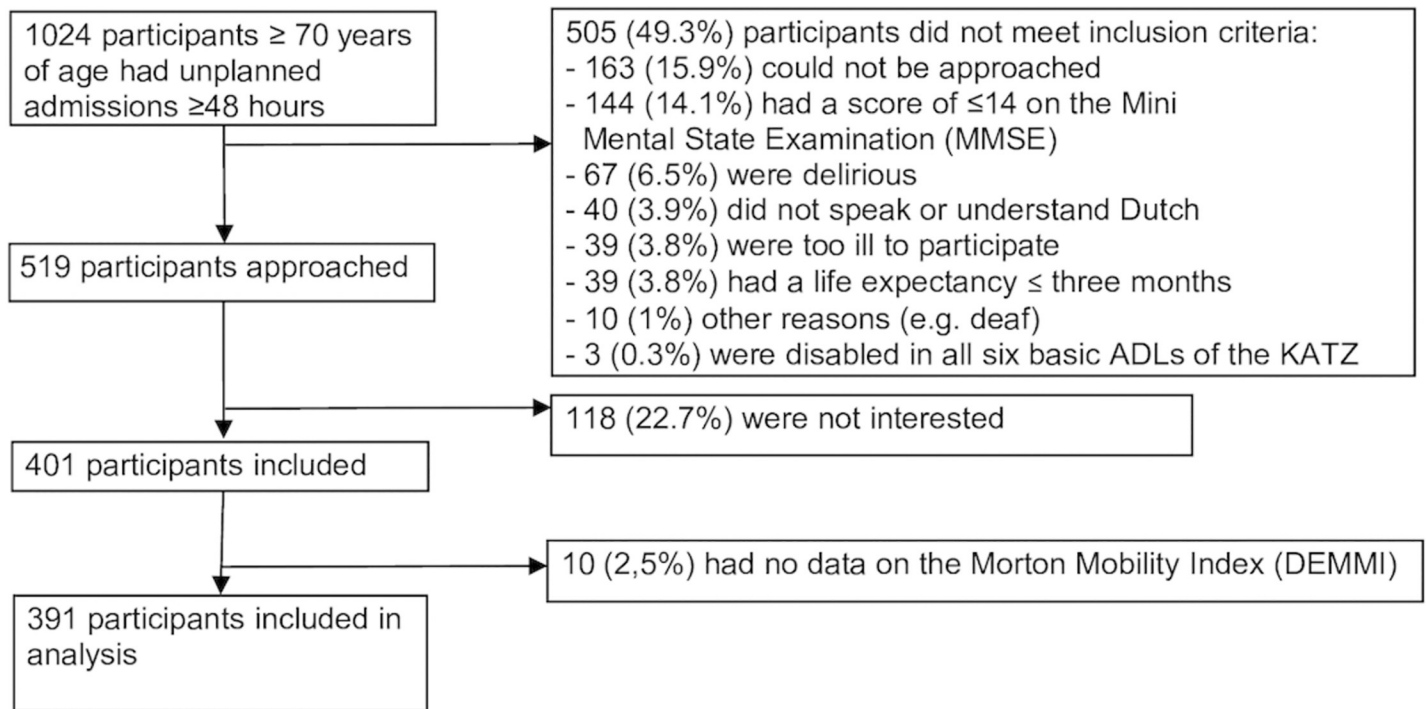 1024 participants ≥ 70 years
of age had unplanned
admissions ≥48 hours
505 (49.3%) participants did not meet inclusion criteria:
- 163 (15.9%) could not be approached
- 144 (14.1%) had a score of ≤14 on the Mini
Mental State Examination (MMSE)
- 67 (6.5%) were delirious
- 40 (3.9%) did not speak or understand Dutch
- 39 (3.8%) were too ill to participate
- 39 (3.8%) had a life expectancy ≤ three months
- 10 (1%) other reasons (e.g. deaf)
- 3 (0.3%) were disabled in all six basic ADLs of the KATZ
519 participants approached
118 (22.7%) were not interested
401 participants included
10 (2,5%) had no data on the Morton Mobility Index (DEMMI)
391 participants included in
analysis